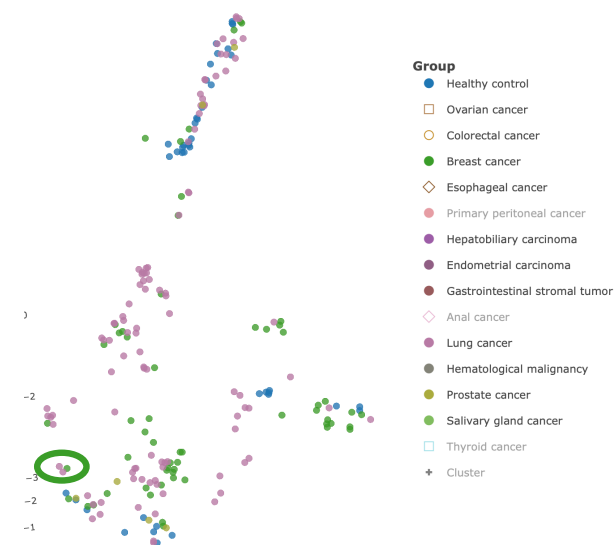 Group
Healthy control
Ovarian cancer
Colorectal cancer
Breast cancer
Esophageal cancer
Primary peritoneal cancer
Hepatobiliary carcinoma
Endometrial carcinoma
Gastrointestinal stromal tumor
Anal cancer
Lung cancer
Hematological malignancy
Prostate cancer
Salivary gland cancer
Thyroid cancer
Cluster
0
−2
−3
−2
−1